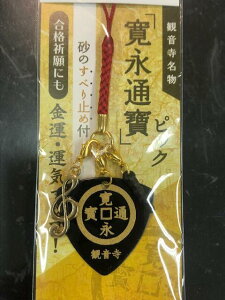 観音寺名物
「寛永通寶」ピック
砂のすべり止め付
合格祈願にも
金運・運気
！
寛永通寶
観音寺